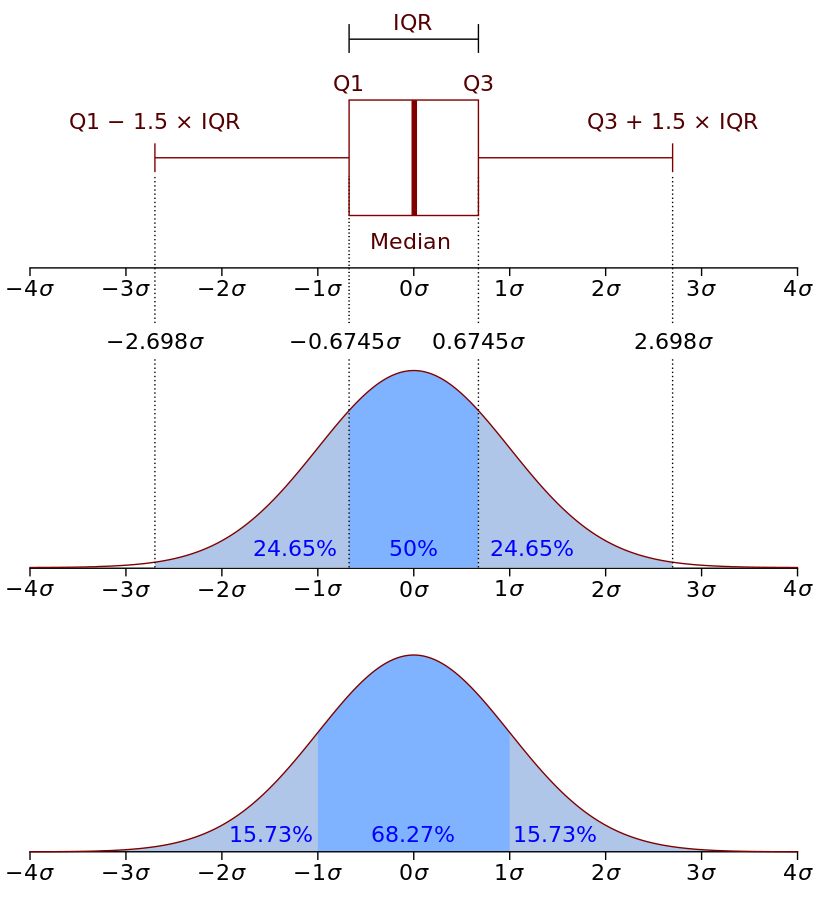 IQR
Q1 Q3
Q1 − 1.5 × IQR Q3 + 1.5 × IQR
Median
−4σ −3σ −2σ −1σ 0σ 1σ 2σ 3σ 4σ
−2.698σ −0.6745σ 0.6745σ 2.698σ
24.65% 50% 24.65%
−4σ −3σ −2σ −1σ 0σ 1σ 2σ 3σ 4σ
15.73% 68.27% 15.73%
−4σ −3σ −2σ −1σ 0σ 1σ 2σ 3σ 4σ